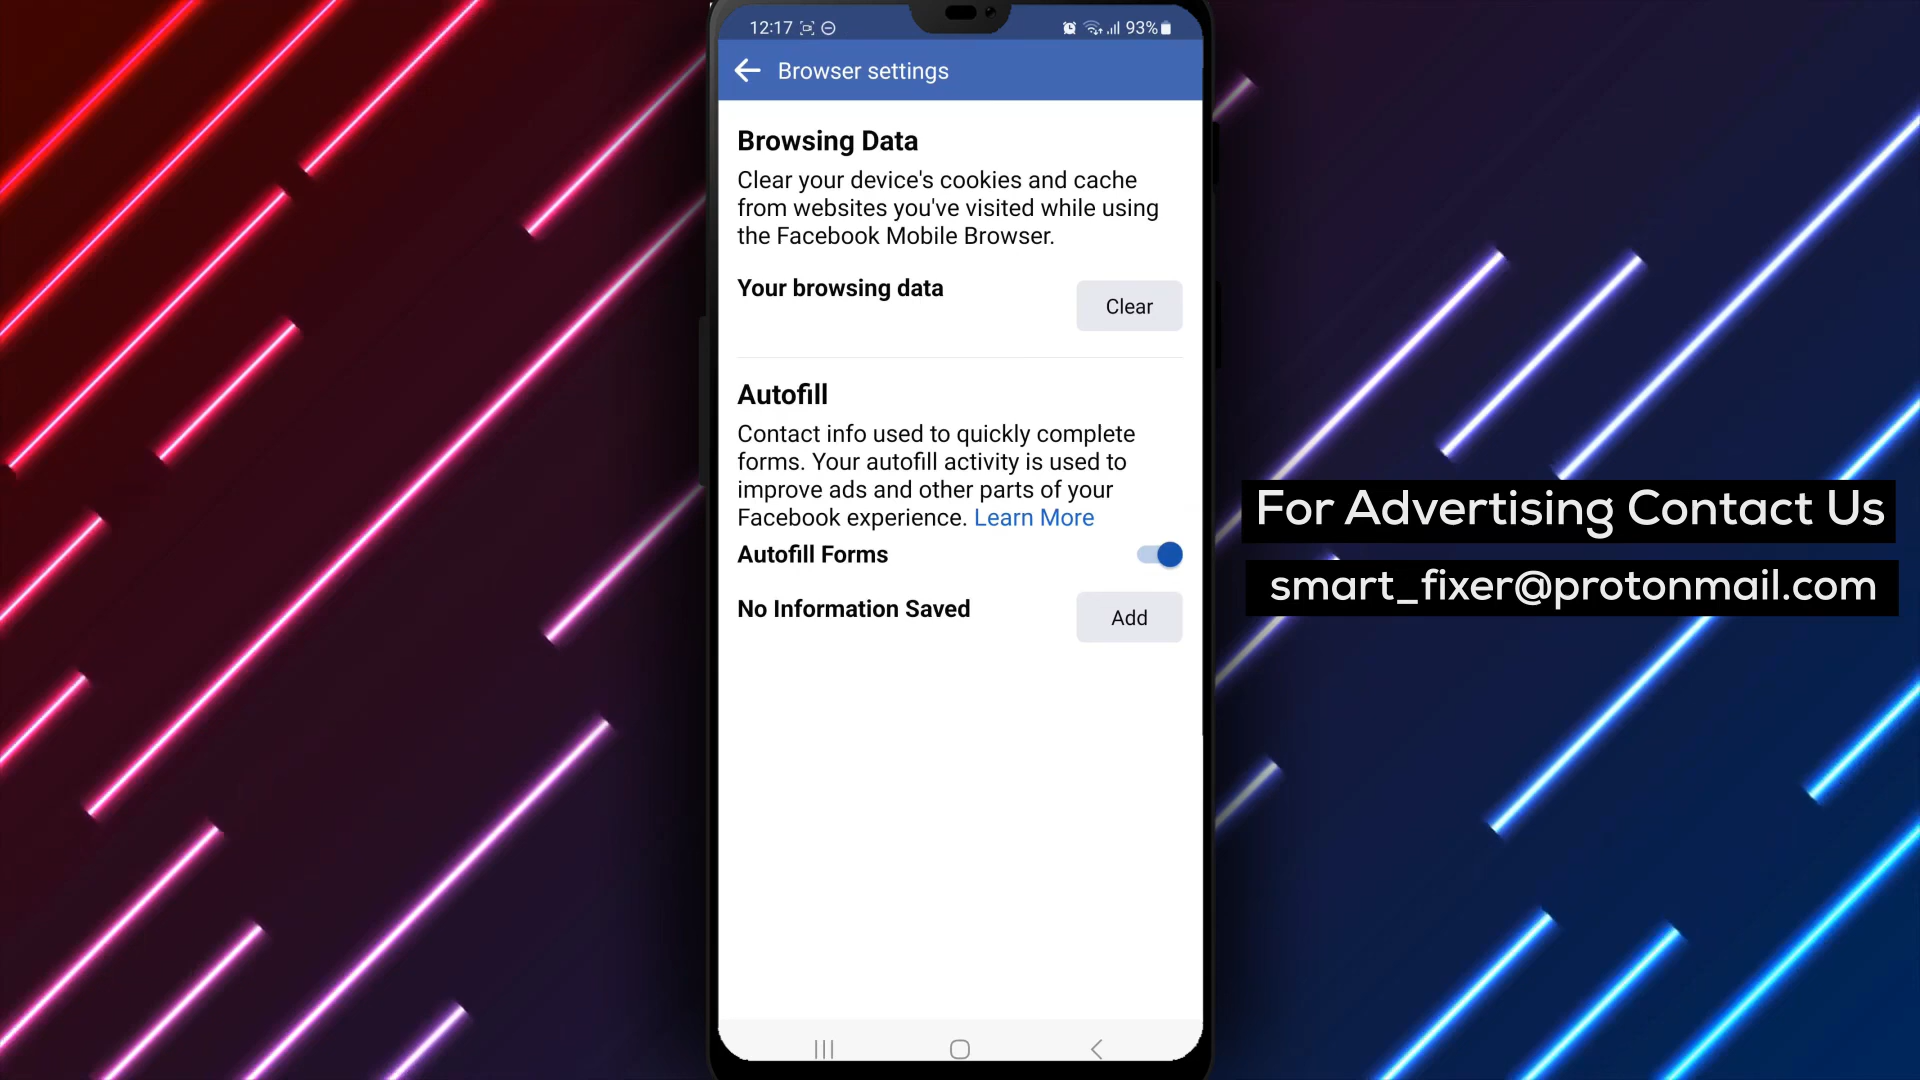 12:17
93%
Browser settings
Browsing Data
Clear your device's cookies and cache
from websites you've visited while using
the Facebook Mobile Browser.
Your browsing data
Clear
Autofill
Contact info used to quickly complete
forms. Your autofill activity is used to
improve ads and other parts of your
Facebook experience. Learn More
Autofill Forms
No Information Saved
Add
For Advertising Contact Us
smart_fixer@protonmail.com